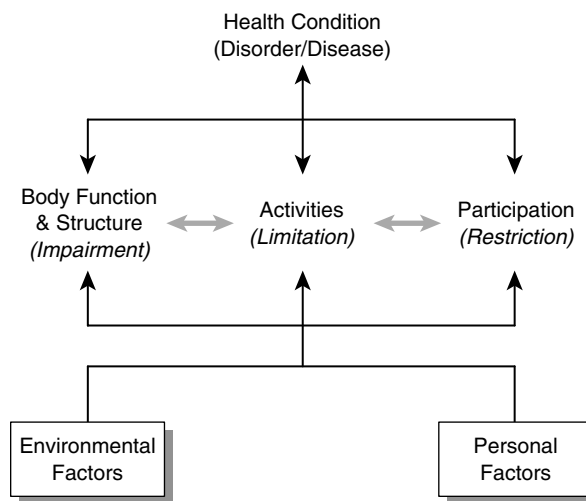 Health Condition
(Disorder/Disease)
Body Function
& Structure
(Impairment)
Activities
(Limitation)
Participation
(Restriction)
Environmental
Factors
Personal
Factors